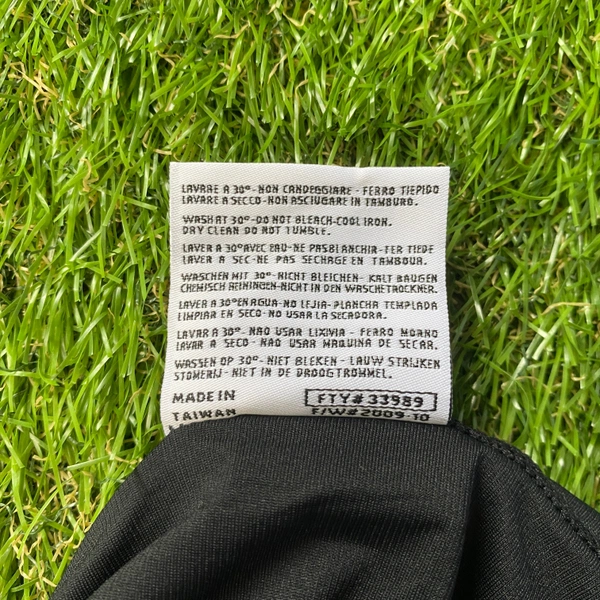 LAVRAE A 30°-NON CANDEGGIARE - FERRO TIEPIDO
LAVARE A SECCO-NON ASCIUGARE IN TAMBURO.
WASH AT 30°-DO NOT BLEACH-COOL IRON.
DRY CLEAN DO NOT TUMBLE.
LAVER A 30°AVEC EAU-NE PAS BLANCHIR-FER TIEDE
LAVER A SEC-NE PAS SECHAGE EN TAMBOUR.
WASCHEN MIT 30°-NICHT BLEICHEN- KALT BAUGEN
CHEMISCH REININGEN-NICHT IN DEN WASCHETROCKNER.
LAVER A 30°EN AGUA-NO LEJIA-PLANCHA TEMPLADA
LIMPIAR EN SECO-NO USAR LA SECADORA.
LAVAR A 30°- NAO USAR LIXIVIA - FERRO MORNO
LAVAR A SECO-NAO USAR MAQUINA DE SECAR.
WASSEN OP 30°-NIET BLEKEN - LAUW STRIJKEN
STOMERIJ-NIET IN DE DROOGTROMMEL.
MADE IN FTY# 33989
TAIWAN F/W# 2009-10